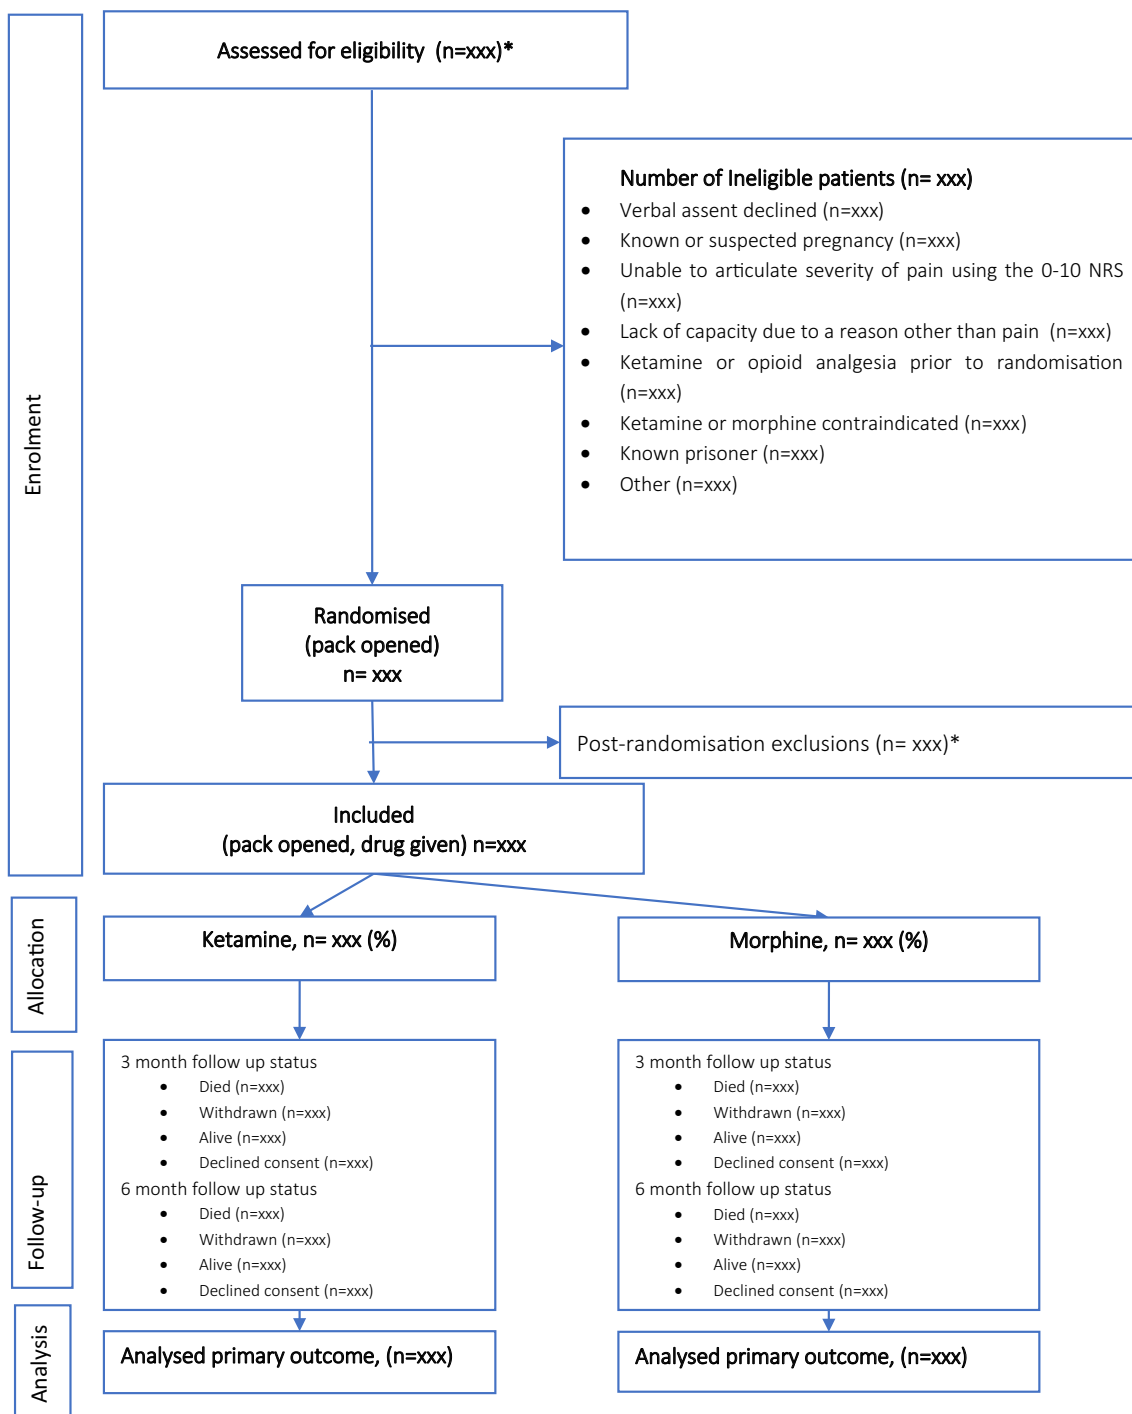 Enrolment
Assessed for eligibility (n=xxx)*
Number of Ineligible patients (n= xxx)
• Verbal assent declined (n=xxx)
• Known or suspected pregnancy (n=xxx)
• Unable to articulate severity of pain using the 0-10 NRS
(n=xxx)
• Lack of capacity due to a reason other than pain (n=xxx)
• Ketamine or opioid analgesia prior to randomisation
(n=xxx)
• Ketamine or morphine contraindicated (n=xxx)
• Known prisoner (n=xxx)
• Other (n=xxx)
Randomised
(pack opened)
n= xxx
Post-randomisation exclusions (n= xxx)*
Included
(pack opened, drug given) n=xxx
Allocation
Ketamine, n= xxx (%)
Morphine, n= xxx (%)
Follow-up
3 month follow up status
• Died (n=xxx)
• Withdrawn (n=xxx)
• Alive (n=xxx)
• Declined consent (n=xxx)
6 month follow up status
• Died (n=xxx)
• Withdrawn (n=xxx)
• Alive (n=xxx)
• Declined consent (n=xxx)
3 month follow up status
• Died (n=xxx)
• Withdrawn (n=xxx)
• Alive (n=xxx)
• Declined consent (n=xxx)
6 month follow up status
• Died (n=xxx)
• Withdrawn (n=xxx)
• Alive (n=xxx)
• Declined consent (n=xxx)
Analysis
Analysed primary outcome, (n=xxx)
Analysed primary outcome, (n=xxx)